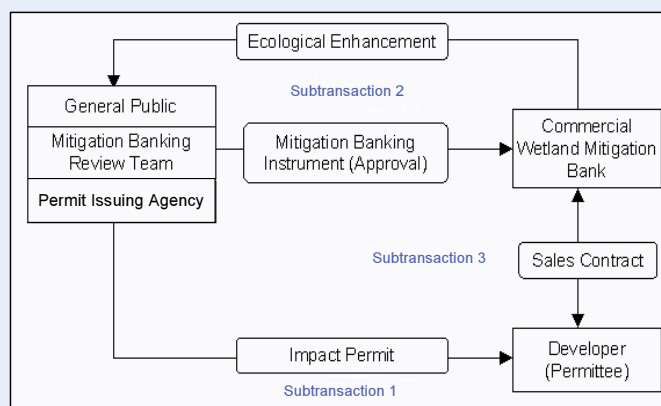 Ecological Enhancement
Subtransaction 2
General Public
Mitigation Banking
Review Team
Permit Issuing Agency
Mitigation Banking
Instrument (Approval)
Commercial
Wetland Mitigation
Bank
Subtransaction 3
Sales Contract
Impact Permit
Developer
(Permittee)
Subtransaction 1